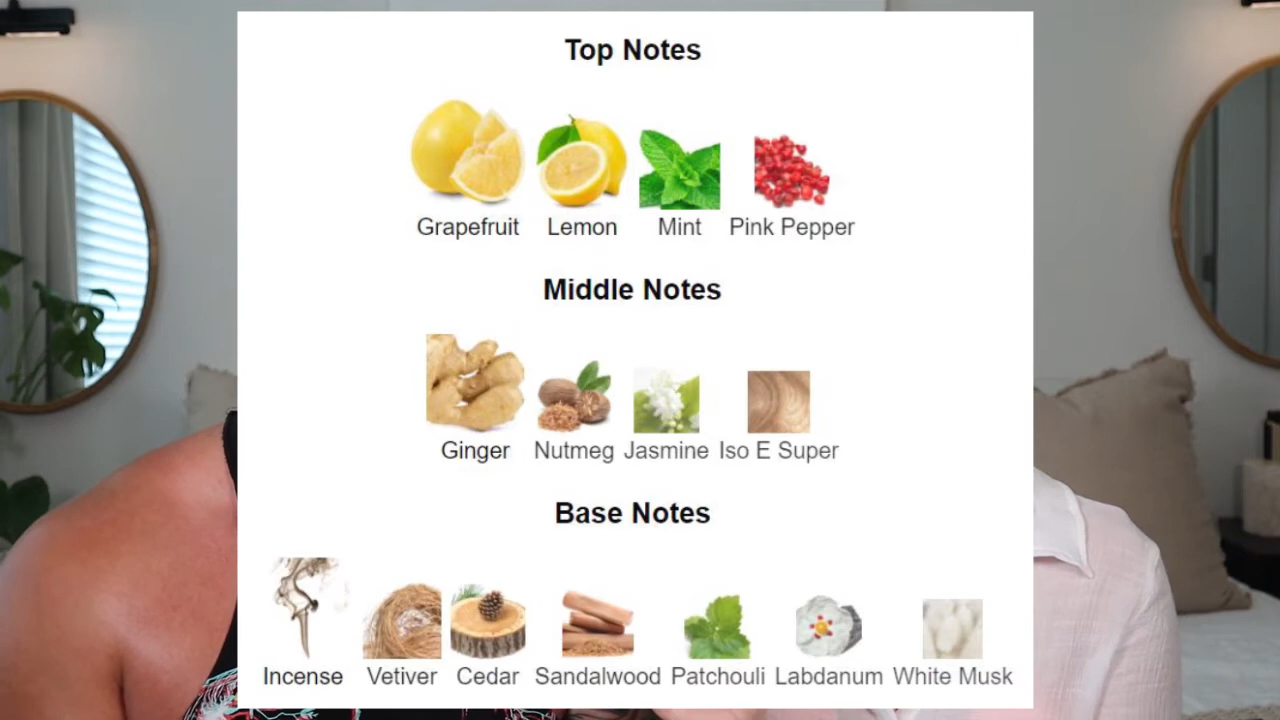 Top Notes
Grapefruit Lemon Mint Pink Pepper
Middle Notes
Ginger Nutmeg Jasmine Iso E Super
Base Notes
Incense Vetiver Cedar Sandalwood Patchouli Labdanum White Musk